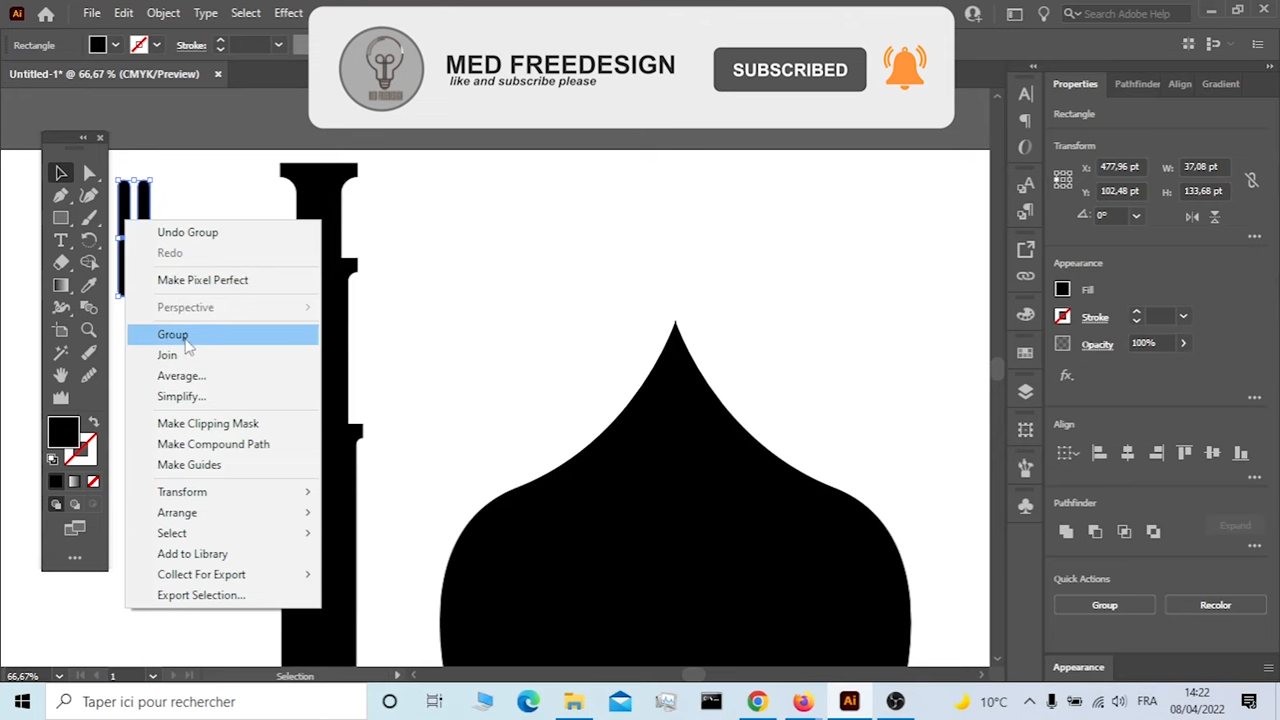 Ai File Edit Object Type Select Effect
Search Adobe Help
Rectangle Stroke:
MED FREEDESIGN
like and subscribe please
SUBSCRIBED
MED FREEDESIGN
Untitled-1* @ 66,67 % (CMYK/Preview)
Properties Pathfinder Align Gradient
Rectangle
Transform
X: 477,96 pt W: 37,08 pt
Y: 102,48 pt H: 133,68 pt
0°
Appearance
Fill
Stroke
Opacity 100%
fx.
Align
Pathfinder
Expand
Quick Actions
Group Recolor
Appearance
Undo Group
Redo
Make Pixel Perfect
Perspective
Group
Join
Average...
Simplify...
Make Clipping Mask
Make Compound Path
Make Guides
Transform
Arrange
Select
Add to Library
Collect For Export
Export Selection...
66,67% 1 Selection
Taper ici pour rechercher
Ai
10°C
FRA
14:22
08/04/2022